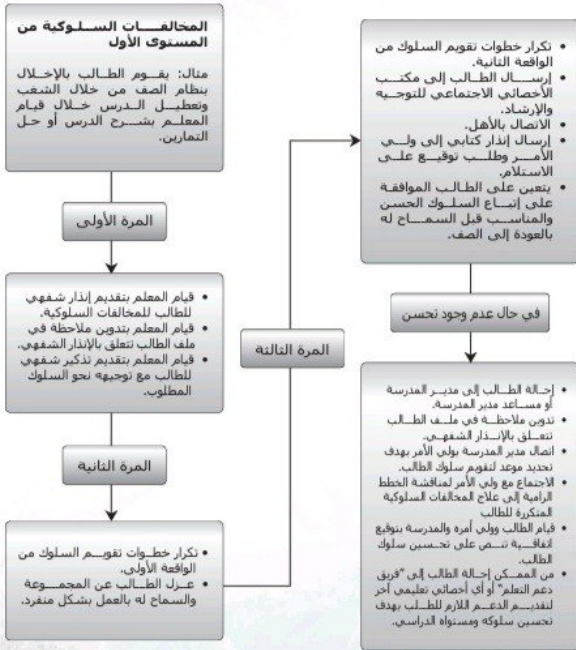 المخالفات السلوكية من
المستوى الأول
مثال: يقوم الطالب بالإخلال
بنظام الصف من خلال الشغب
وتعطيل الدرس خلال قيام
المعلم بشرح الدرس أو حل
التمارين.
المرة الأولى
• قيام المعلم بتقديم إنذار شفهي
للطالب للمخالفات السلوكية.
• قيام المعلم بتدوين ملاحظة في
ملف الطالب تتعلق بالإنذار الشفهي.
• قيام المعلم بتقديم تذكير شفهي
للطالب مع توجيهه نحو السلوك
المطلوب.
المرة الثانية
• تكرار خطوات تقويم السلوك من
الواقعة الأولى.
• عزل الطالب عن المجموعة
والسماح له بالعمل بشكل منفرد.
المرة الثالثة
• تكرار خطوات تقويم السلوك من
الواقعة الثانية.
• إرسال الطالب إلى مكتب
الأخصائي الاجتماعي للتوجيه
والإرشاد.
• الاتصال بالأهل.
• إرسال إنذار كتابي إلى ولي
الأمر وطلب توقيع على
الاستلام.
• يتعين على الطالب الموافقة
على إتباع السلوك الحسن
والمناسب قبل السماح له
بالعودة إلى الصف.
في حال عدم وجود تحسن
• إحالة الطالب إلى مدير المدرسة
أو مساعد مدير المدرسة.
• تدوين ملاحظة في ملف الطالب
تتعلق بالإنذار الشفهي.
• اتصال مدير المدرسة بولي الأمر بهدف
تحديد موعد لتقويم سلوك الطالب.
• الاجتماع مع ولي الأمر لمناقشة الخطط
الرامية إلى علاج المخالفات السلوكية
المتكررة للطالب
• قيام الطالب وولي أمره والمدرسة بتوقيع
اتفاقية تنص على تحسين سلوك
الطالب.
• من الممكن إحالة الطالب إلى "فريق
دعم التعلم" أو أي أخصائي تعليمي آخر
لتقديم الدعم اللازم للطلب بهدف
تحسين سلوكه ومستواه الدراسي.